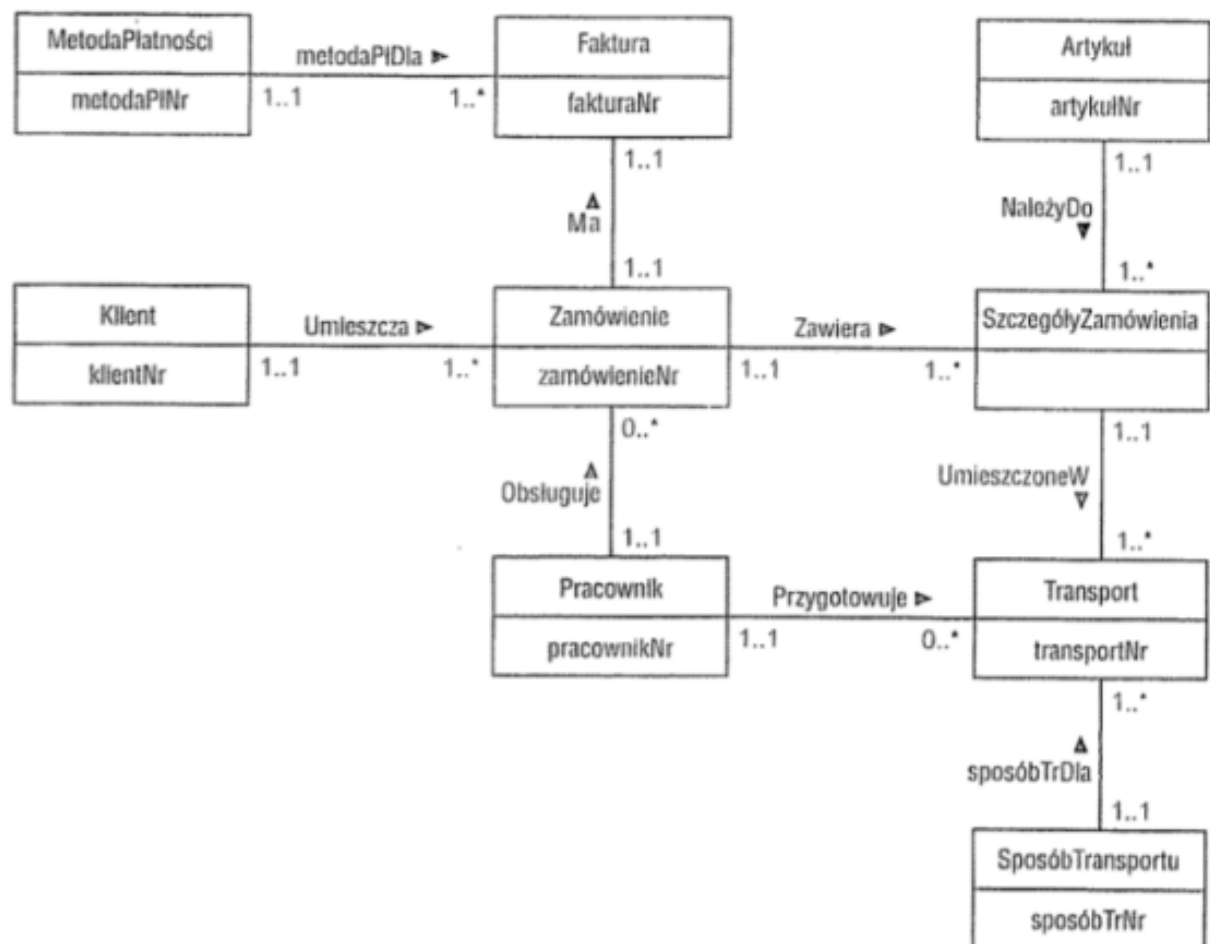 MetodaPłatności
metodaPłNr
metodaPłDla ▶
1..1
1..*
Faktura
fakturaNr
Artykuł
artykułNr
1..1
Ma
1..1
1..1
NależyDo
1..*
Klient
klientNr
Umieszcza ▶
1..1
1..*
Zamówienie
zamówienieNr
Zawiera ▶
1..1
1..*
SzczegółyZamówienia
0..*
Obsługuje
1..1
1..1
UmieszczoneW
1..*
Pracownik
pracownikNr
Przygotowuje ▶
1..1
0..*
Transport
transportNr
1..*
sposóbTrDla
1..1
SposóbTransportu
sposóbTrNr